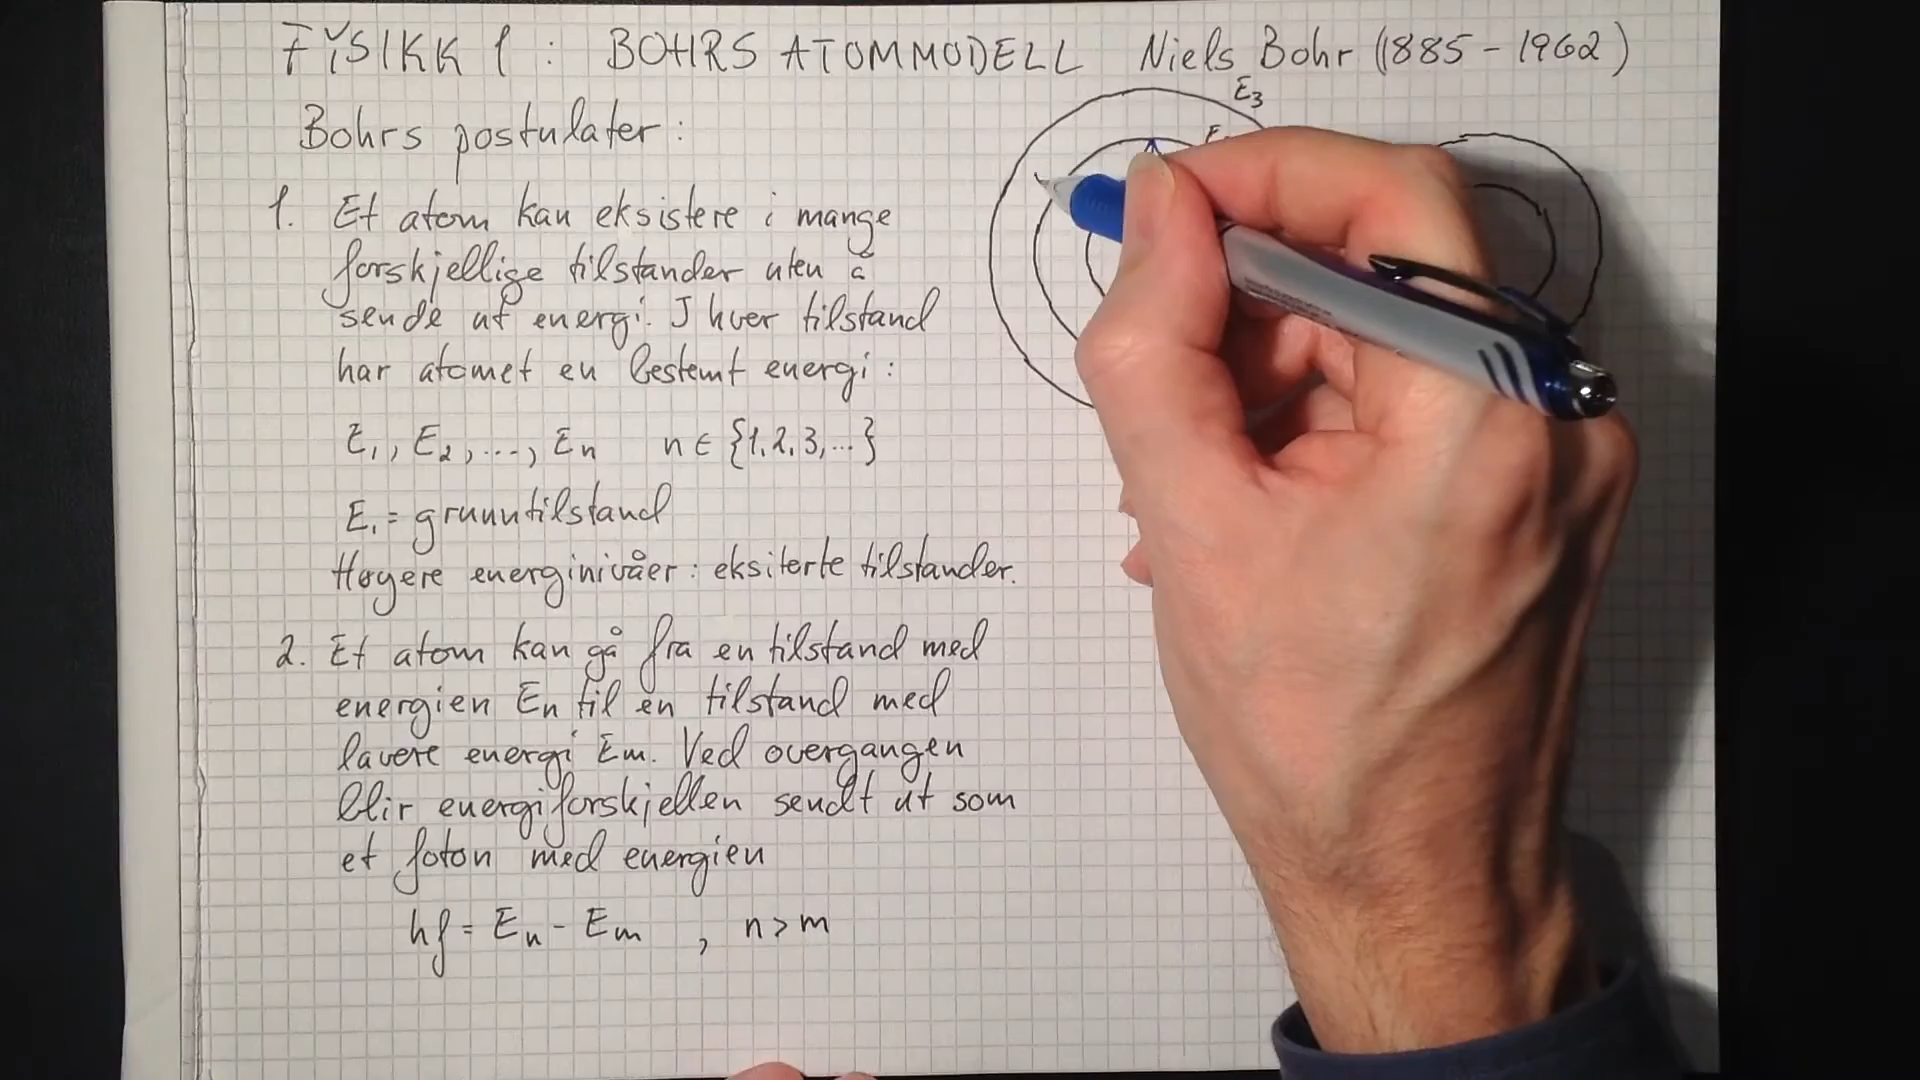 FYSIKK 1 : BOHRS ATOMMODELL Niels Bohr (1885 - 1962)
Bohrs postulater:
1. Et atom kan eksistere i mange
forskjellige tilstander uten å
sende ut energi. I hver tilstand
har atomet en bestemt energi:
E1, E2, ..., En n ∈ {1,2,3,...}
E1 = grunntilstand
Høyere energinivåer: eksiterte tilstander.
2. Et atom kan gå fra en tilstand med
energien En til en tilstand med
lavere energi Em. Ved overgangen
blir energiforskjellen sendt ut som
et foton med energien
hf = En - Em , n > m
E3